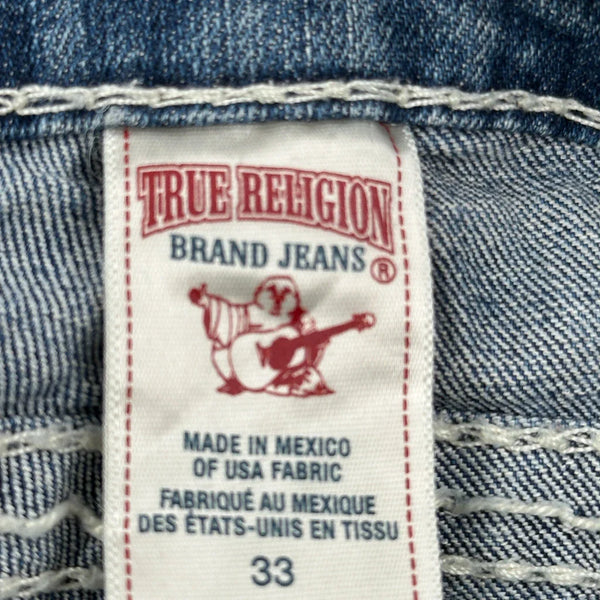 TRUE RELIGION
BRAND JEANS ®
MADE IN MEXICO
OF USA FABRIC
FABRIQUÉ AU MEXIQUE
DES ÉTATS-UNIS EN TISSU
33